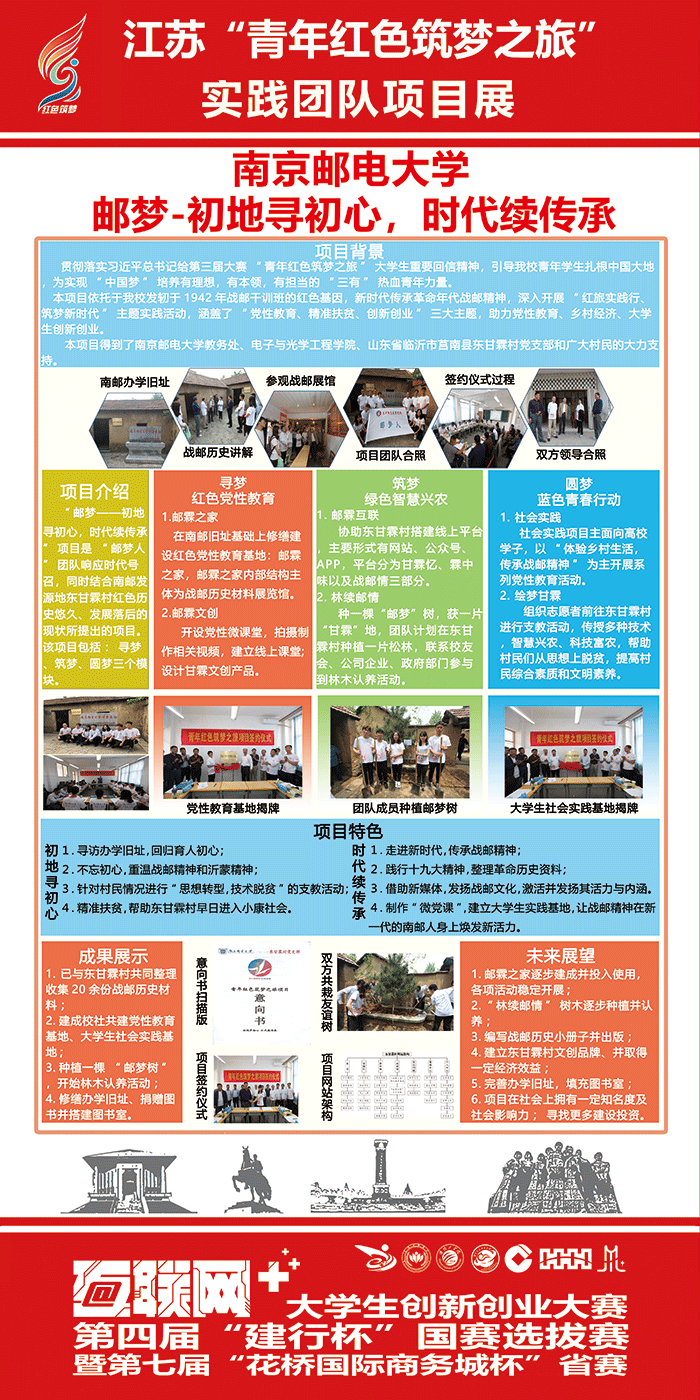 红色筑梦
江苏“青年红色筑梦之旅”
实践团队项目展
南京邮电大学
邮梦-初地寻初心，时代续传承
项目背景
贯彻落实习近平总书记给第三届大赛 “ 青年红色筑梦之旅 ” 大学生重要回信精神，引导我校青年学生扎根中国大地
，为实现 “ 中国梦 ” 培养有理想，有本领，有担当的 “ 三有 ” 热血青年力量。
本项目依托于我校发轫于 1942 年战邮干训班的红色基因，新时代传承革命年代战邮精神，深入开展 “ 红旅实践行、
筑梦新时代 ” 主题实践活动，涵盖了 “ 党性教育、精准扶贫、创新创业 ” 三大主题，助力党性教育、乡村经济、大学
生创新创业。
本项目得到了南京邮电大学教务处、电子与光学工程学院、山东省临沂市莒南县东甘霖村党支部和广大村民的大力支
持。
南邮办学旧址
战邮历史讲解
参观战邮展馆
项目团队合照
签约仪式过程
双方领导合照
项目介绍
“ 邮梦——初地
寻初心，时代续传承
” 项目是 “ 邮梦人
” 团队响应时代号
召，同时结合南邮发
源地东甘霖村红色历
史悠久、发展落后的
现状所提出的项目。
该项目包括 ：寻梦
、筑梦、圆梦三个模
块。
寻梦
红色党性教育
1.邮霖之家
在南邮旧址基础上修缮建
设红色党性教育基地：邮霖
之家，邮霖之家内部结构主
体为战邮历史材料展览馆。
2.邮霖文创
开设党性微课堂，拍摄制
作相关视频，建立线上课堂;
设计甘霖文创产品。
筑梦
绿色智慧兴农
1. 邮霖互联
协助东甘霖村搭建线上平台
，主要形式有网站、公众号、
APP，平台分为甘霖忆、霖中
味以及战邮情三部分。
2. 林续邮情
种一棵“邮梦”树，获一片
“甘霖”地，团队计划在东甘
霖村种植一片松林，联系校友
会、公司企业、政府部门参与
到林木认养活动。
圆梦
蓝色青春行动
1. 社会实践
社会实践项目主面向高校
学子，以 “ 体验乡村生活，
传承战邮精神 ” 为主开展系
列党性教育活动。
2. 绘梦甘霖
组织志愿者前往东甘霖村
进行支教活动，传授多种技术
，智慧兴农、科技富农，帮助
村民们从思想上脱贫，提高村
民综合素质和文明素养。
青年红色筑梦之旅项目签约仪式
党性教育基地揭牌
团队成员种植邮梦树
青年红色筑梦之旅项目签约仪式
大学生社会实践基地揭牌
项目特色
初地寻初心
1 . 寻访办学旧址，回归育人初心；
2 . 不忘初心，重温战邮精神和沂蒙精神；
3 . 针对村民情况进行 “ 思想转型，技术脱贫 ” 的支教活动；
4 . 精准扶贫，帮助东甘霖村早日进入小康社会。
时代续传承
1 . 走进新时代，传承战邮精神；
2 . 践行十九大精神，整理革命历史资料；
3 . 借助新媒体，发扬战邮文化，激活并发扬其活力与内涵。
4 . 制作 “ 微党课 ”，建立大学生实践基地，让战邮精神在新
一代的南邮人身上焕发新活力。
成果展示
1. 已与东甘霖村共同整理
收集 20 余份战邮历史材料
；
2. 建成校社共建党性教育
基地、大学生社会实践基
地；
3. 种植一棵 “ 邮梦树 ”
，开始林木认养活动；
4. 修缮办学旧址、捐赠图
书并搭建图书室。
意向书扫描版
青年红色筑梦之旅项目
意向书
双方共栽友谊树
项目签约仪式
项目网站架构
未来展望
1. 邮霖之家逐步建成并投入使用，
各项活动稳定开展；
2. “ 林续邮情 ” 树木逐步种植并认
养 ；
3. 编写战邮历史小册子并出版 ；
4. 建立东甘霖村文创品牌、并取得
一定经济效益；
5. 完善办学旧址，填充图书室 ；
6. 项目在社会上拥有一定知名度及
社会影响力 ； 寻找更多建设投资。
互联网++
大学生创新创业大赛
第四届“建行杯”国赛选拔赛
暨第七届“花桥国际商务城杯”省赛